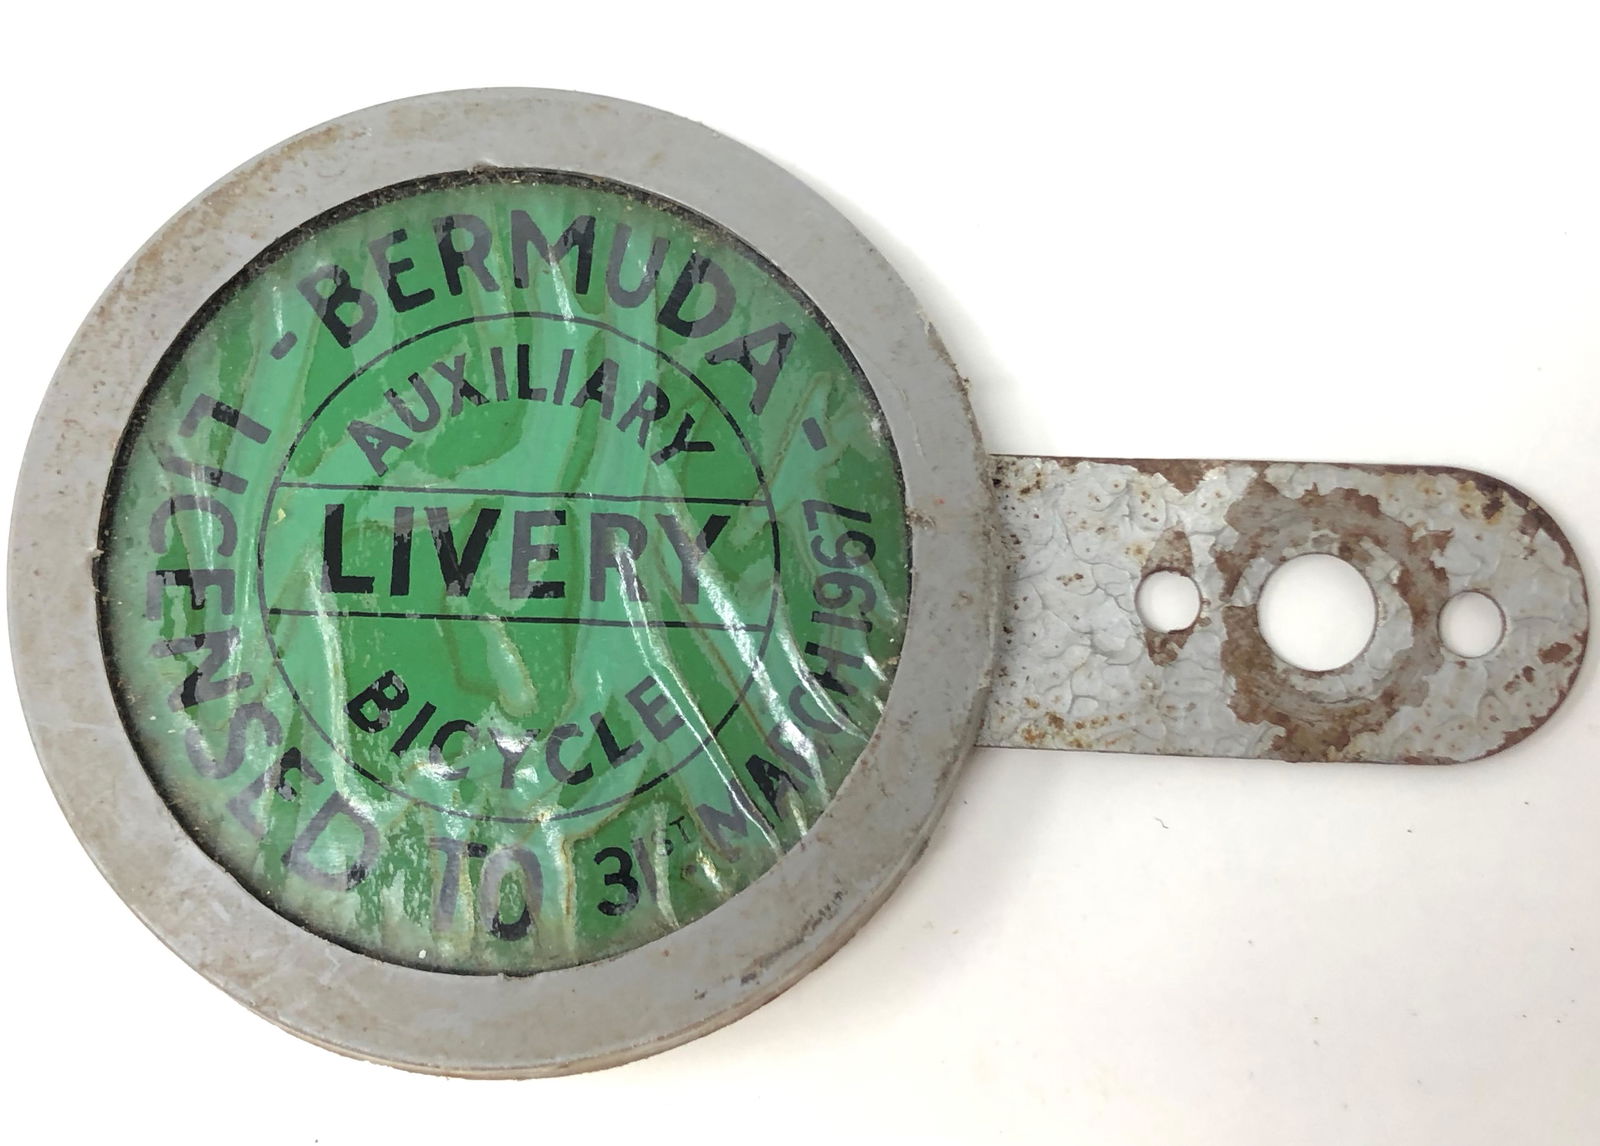 - BERMUDA -
AUXILIARY
LIVERY
BICYCLE
LICENSED TO 31ST MARCH 1967